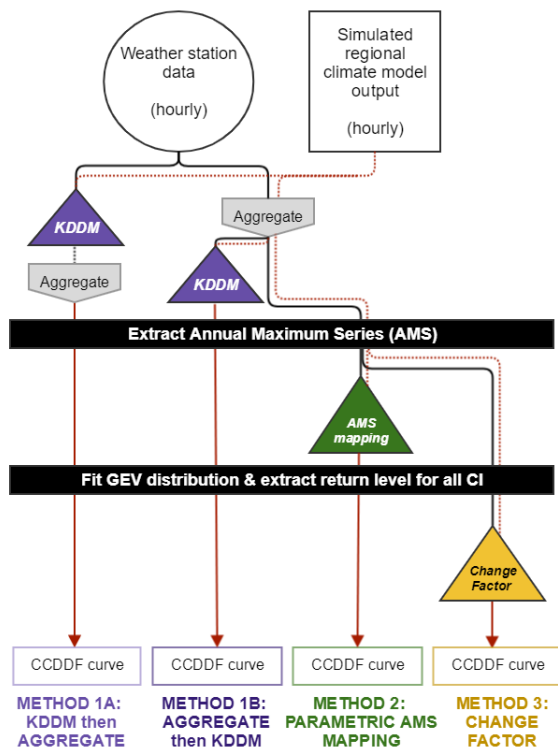 Weather station
data
(hourly)
Simulated
regional
climate model
output
(hourly)
KDDM
Aggregate
Aggregate
KDDM
Extract Annual Maximum Series (AMS)
AMS
mapping
Fit GEV distribution & extract return level for all CI
Change
Factor
CCDDF curve
CCDDF curve
CCDDF curve
CCDDF curve
METHOD 1A:
KDDM then
AGGREGATE
METHOD 1B:
AGGREGATE
then KDDM
METHOD 2:
PARAMETRIC AMS
MAPPING
METHOD 3:
CHANGE
FACTOR